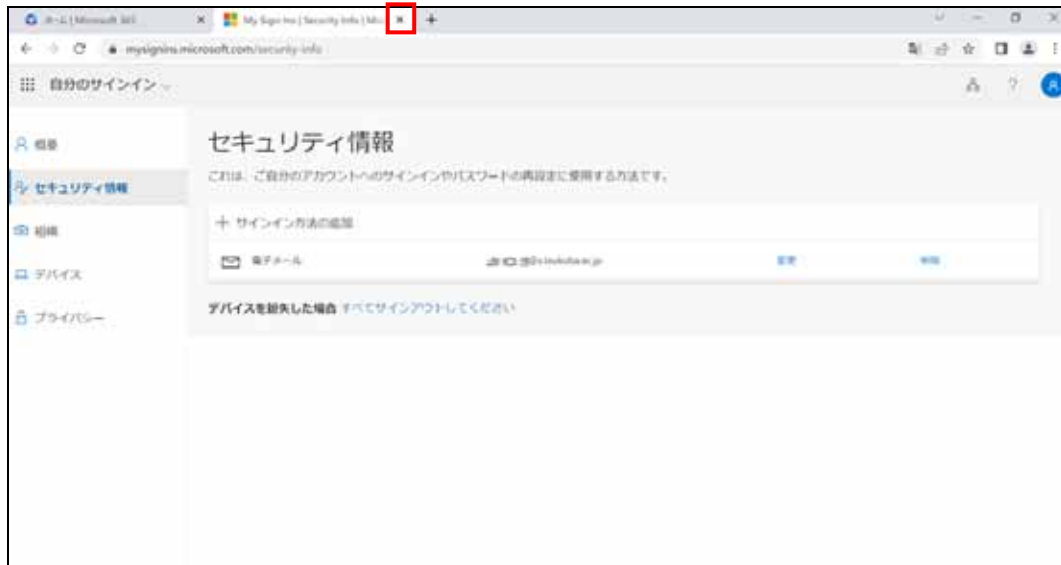 ホーム | Microsoft 365
My Sign-Ins | Security Info | Mic
mysignins.microsoft.com/security-info
自分のサインイン
概要
セキュリティ情報
組織
デバイス
プライバシー
セキュリティ情報
これは、ご自分のアカウントへのサインインやパスワードの再設定に使用する方法です。
+ サインイン方法の追加
電子メール
変更
削除
デバイスを紛失した場合 すべてサインアウトしてください